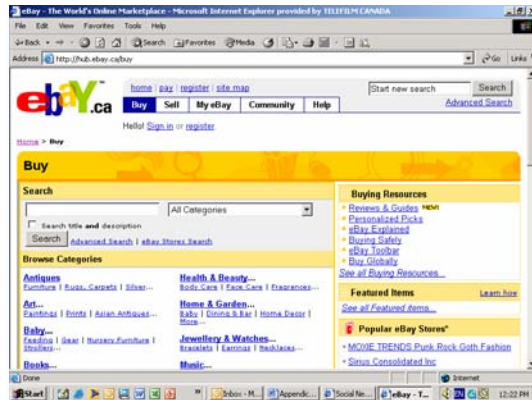 eBay - The World's Online Marketplace - Microsoft Internet Explorer provided by TELEFILM CANADA
File Edit View Favorites Tools Help
Back Search Favorites Media
Address http://hub.ebay.ca/buy Go Links
ebY.ca
home | pay | register | site map
Start new search Search
Buy Sell My eBay Community Help
Advanced Search
Hello! Sign in or register.
Home > Buy
Buy
Search
All Categories
Search title and description
Search Advanced Search | eBay Stores Search
Browse Categories
Antiques
Furniture | Rugs, Carpets | Silver...
Art...
Paintings | Prints | Asian Antiques...
Baby...
Feeding | Gear | Nursery Furniture | Strollers...
Books...
Health & Beauty...
Body Care | Face Care | Fragrances...
Home & Garden...
Baby | Dining & Bar | Home Decor | More...
Jewellery & Watches...
Bracelets | Earrings | Necklaces...
Music...
Buying Resources
Reviews & Guides NEW!
Personalized Picks
eBay Explained
Buying Safely
eBay Toolbar
Buy Globally
See all Buying Resources...
Featured Items Learn how
See all Featured items...
Popular eBay Stores*
MOXIE TRENDS Punk Rock Goth Fashion
Sirius Consolidated Inc
Done Internet
Start Inbox - M... Appendic... Social Ne... eBay - T... EN 12:22 PM